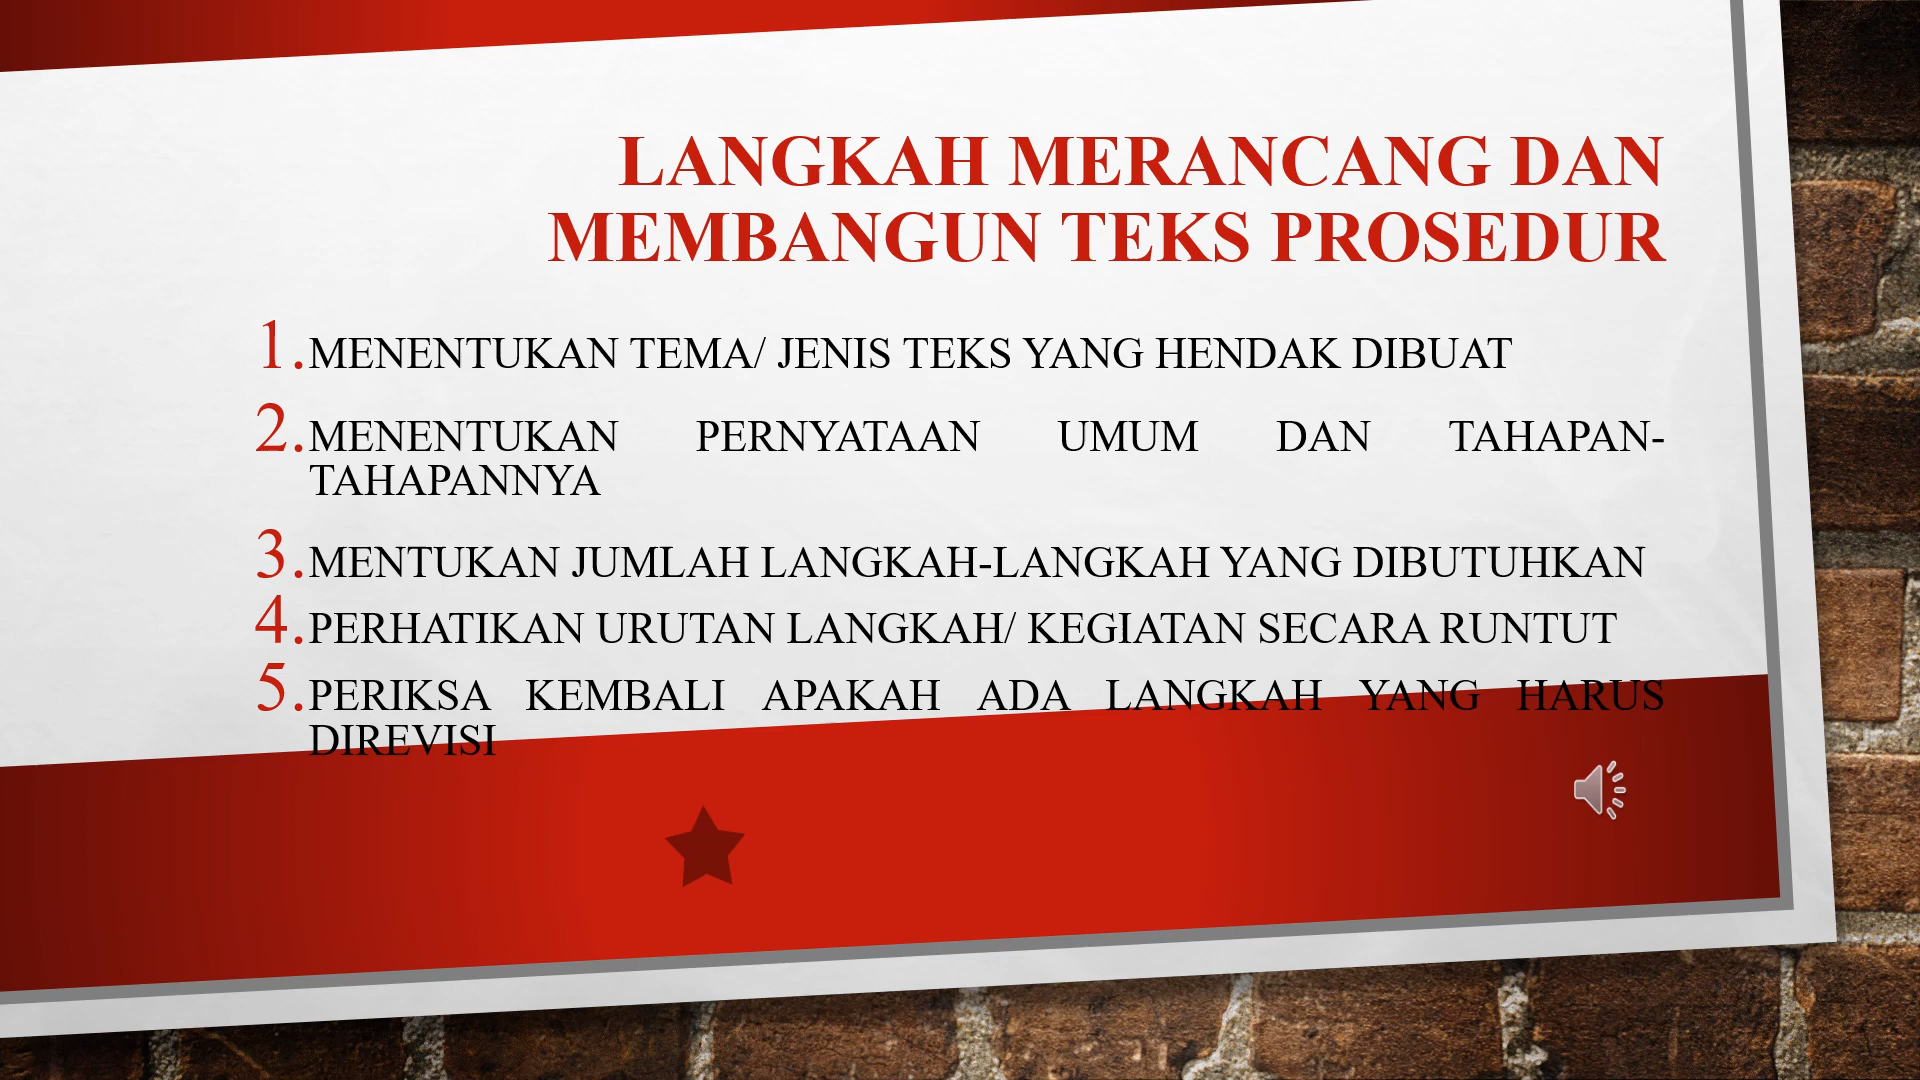 LANGKAH MERANCANG DAN
MEMBANGUN TEKS PROSEDUR
1. MENENTUKAN TEMA/ JENIS TEKS YANG HENDAK DIBUAT
2. MENENTUKAN PERNYATAAN UMUM DAN TAHAPAN-
TAHAPANNYA
3. MENTUKAN JUMLAH LANGKAH-LANGKAH YANG DIBUTUHKAN
4. PERHATIKAN URUTAN LANGKAH/ KEGIATAN SECARA RUNTUT
5. PERIKSA KEMBALI APAKAH ADA LANGKAH YANG HARUS
DIREVISI